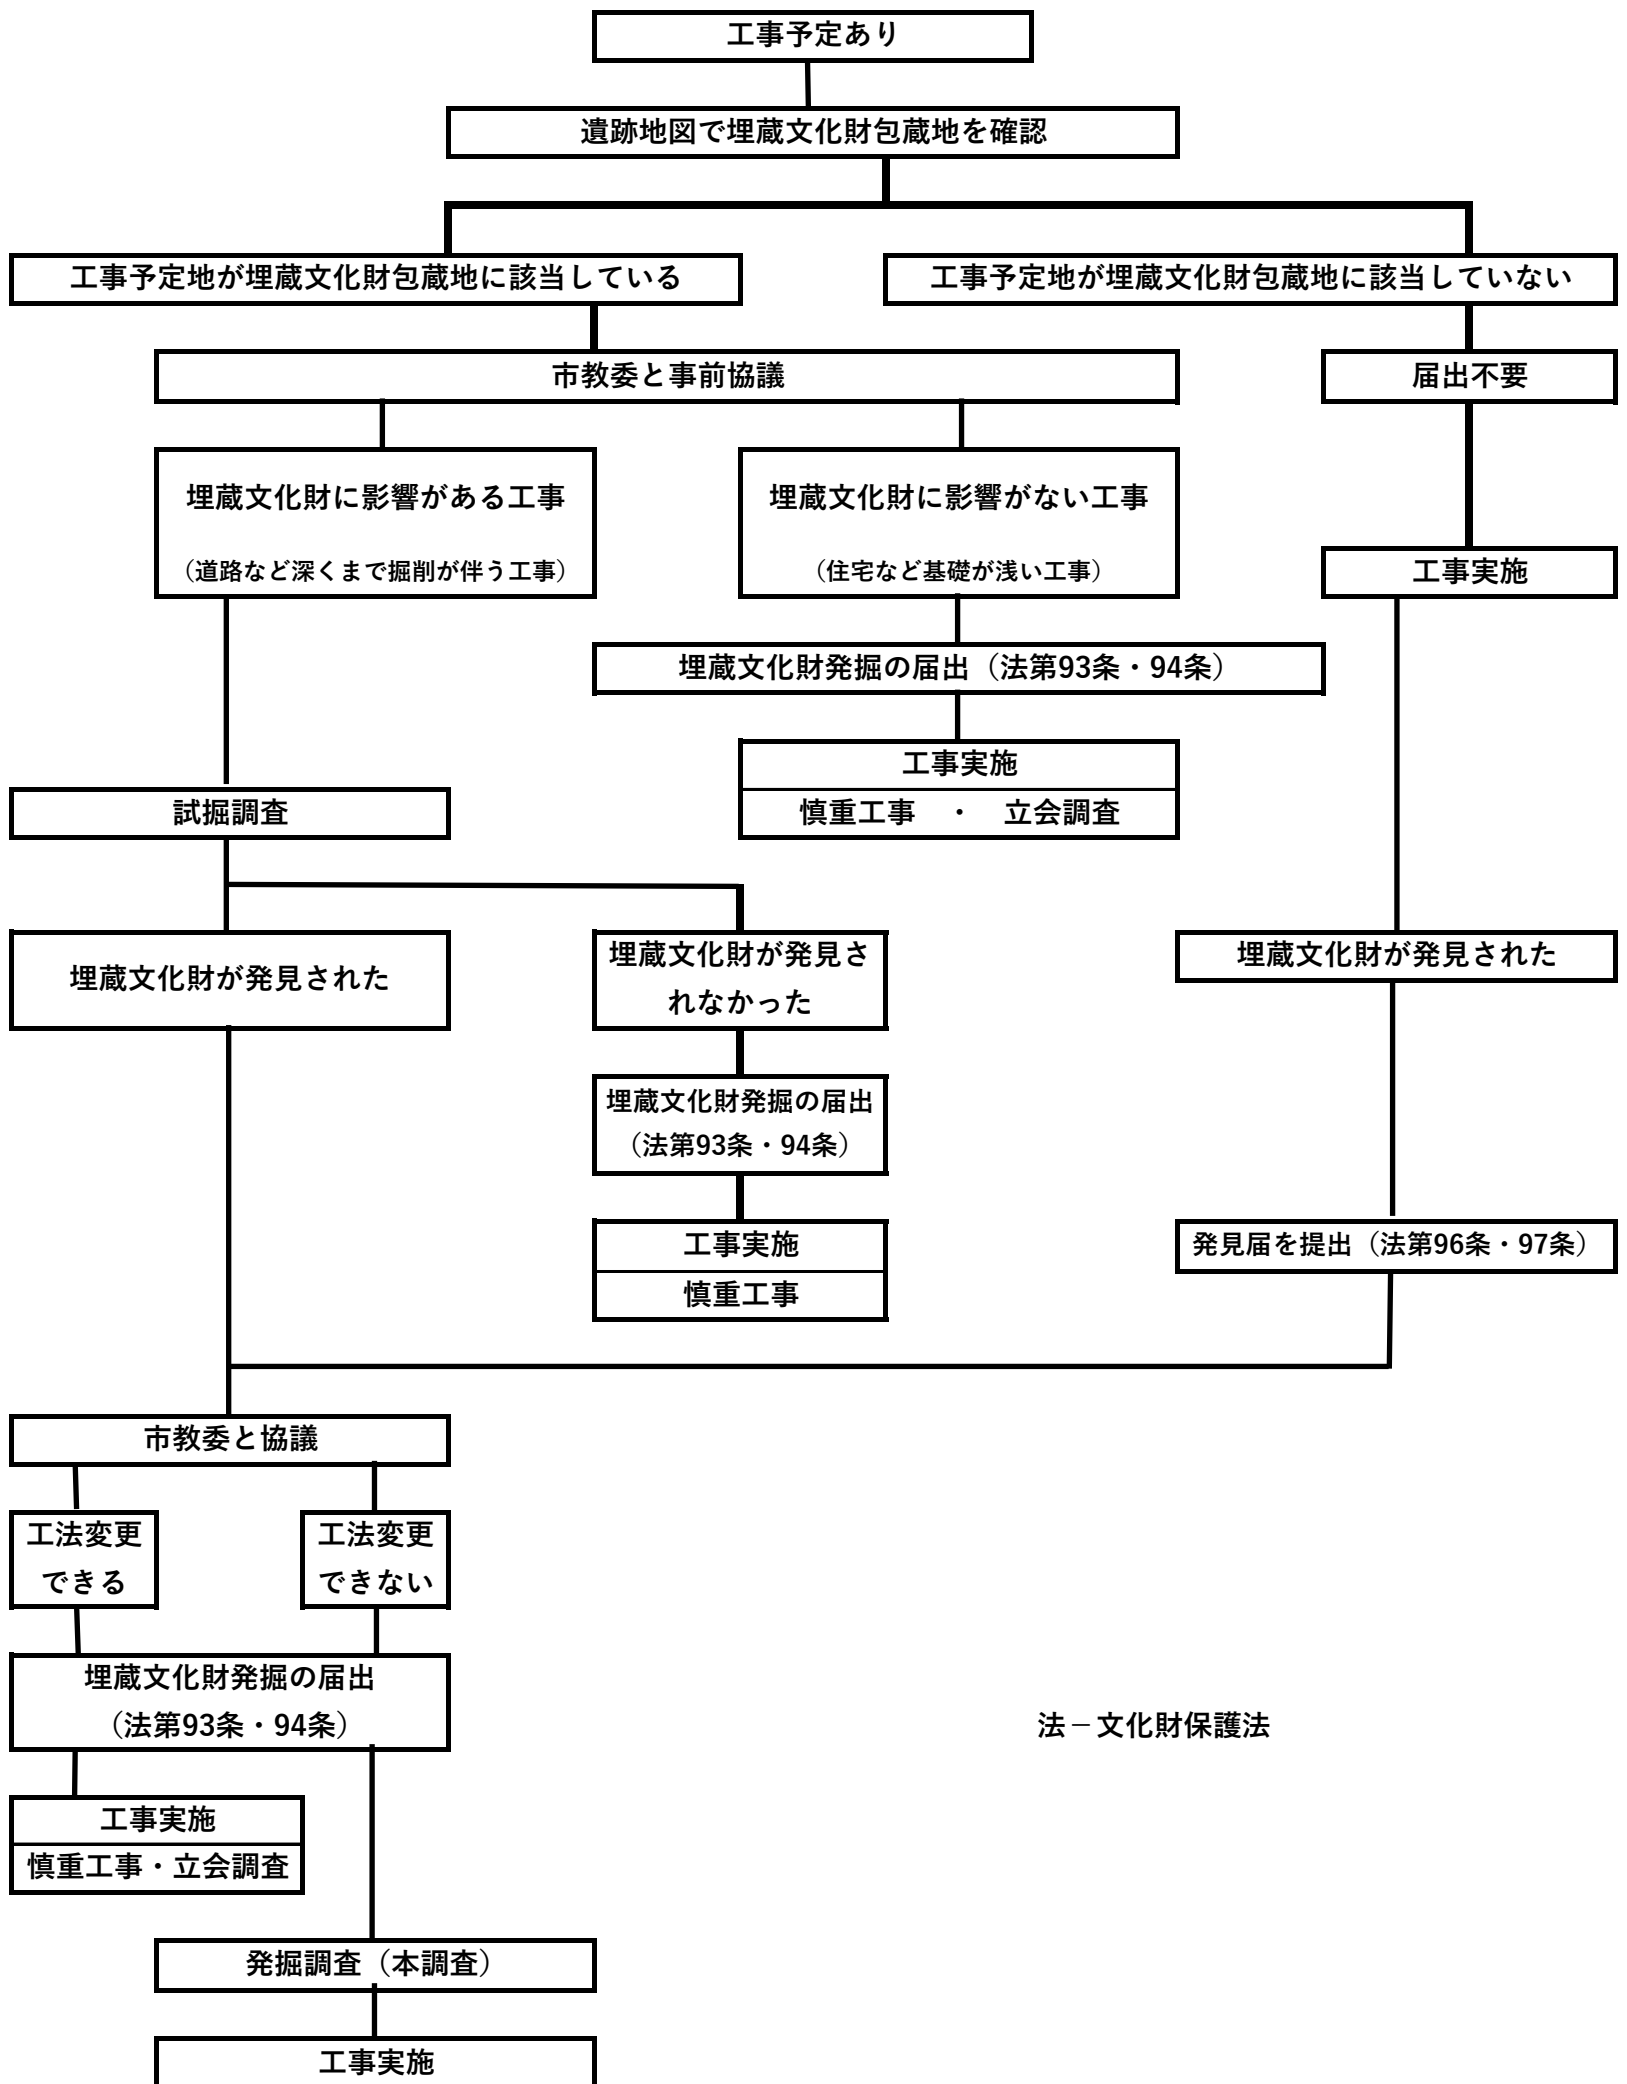 工事予定あり
遺跡地図で埋蔵文化財包蔵地を確認
工事予定地が埋蔵文化財包蔵地に該当している
工事予定地が埋蔵文化財包蔵地に該当していない
市教委と事前協議
届出不要
埋蔵文化財に影響がある工事
（道路など深くまで掘削が伴う工事）
埋蔵文化財に影響がない工事
（住宅など基礎が浅い工事）
工事実施
埋蔵文化財発掘の届出（法第93条・94条）
工事実施
慎重工事　・　立会調査
試掘調査
埋蔵文化財が発見された
埋蔵文化財が発見さ
れなかった
埋蔵文化財が発見された
埋蔵文化財発掘の届出
（法第93条・94条）
工事実施
慎重工事
発見届を提出（法第96条・97条）
市教委と協議
工法変更
できる
工法変更
できない
埋蔵文化財発掘の届出
（法第93条・94条）
法－文化財保護法
工事実施
慎重工事・立会調査
発掘調査（本調査）
工事実施